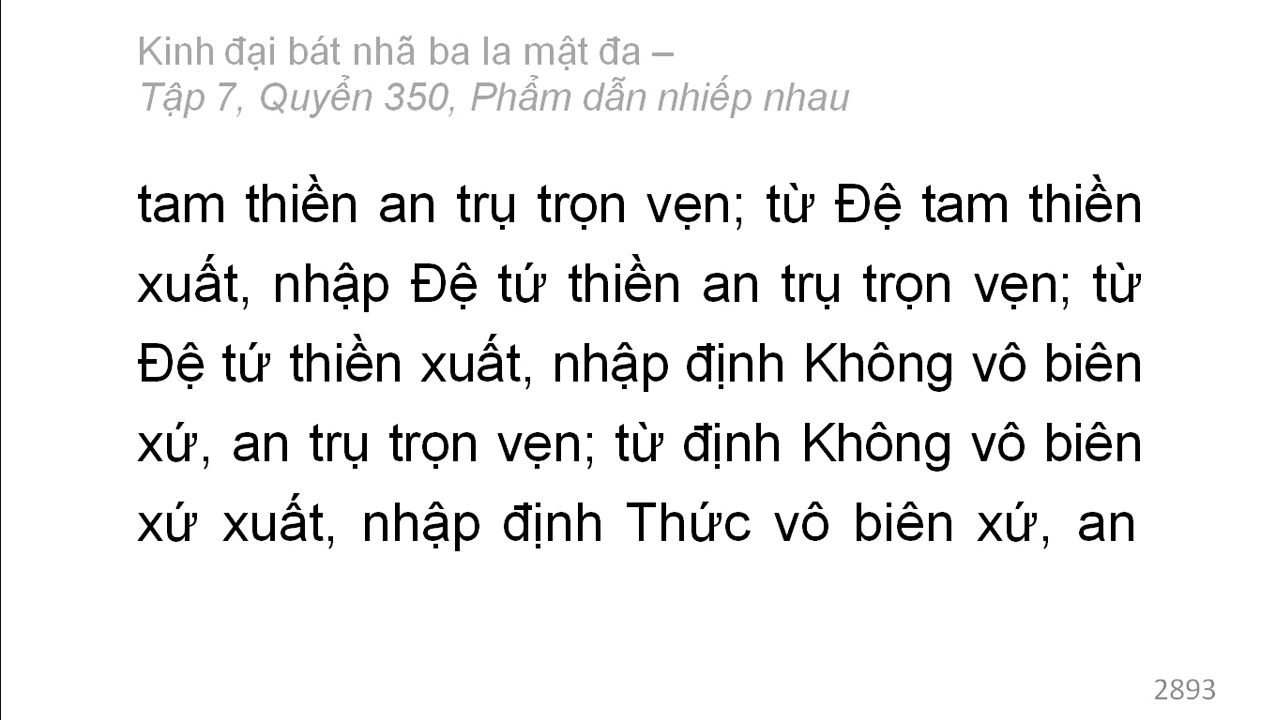 Kinh đại bát nhã ba la mật đa –
Tập 7, Quyển 350, Phẩm dẫn nhiếp nhau
tam thiền an trụ trọn vẹn; từ Đệ tam thiền
xuất, nhập Đệ tứ thiền an trụ trọn vẹn; từ
Đệ tứ thiền xuất, nhập định Không vô biên
xứ, an trụ trọn vẹn; từ định Không vô biên
xứ xuất, nhập định Thức vô biên xứ, an
2893